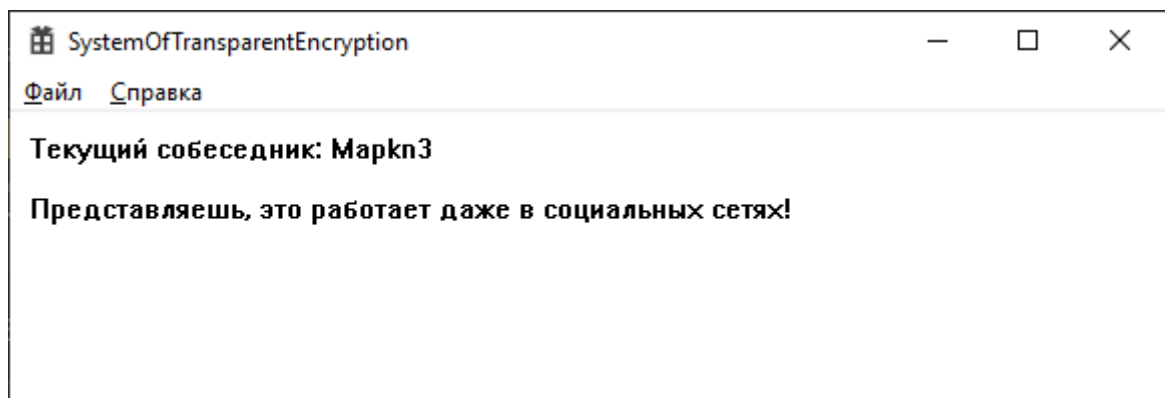 SystemOfTransparentEncryption
Файл Справка
Текущий собеседник: Mapkn3
Представляешь, это работает даже в социальных сетях!